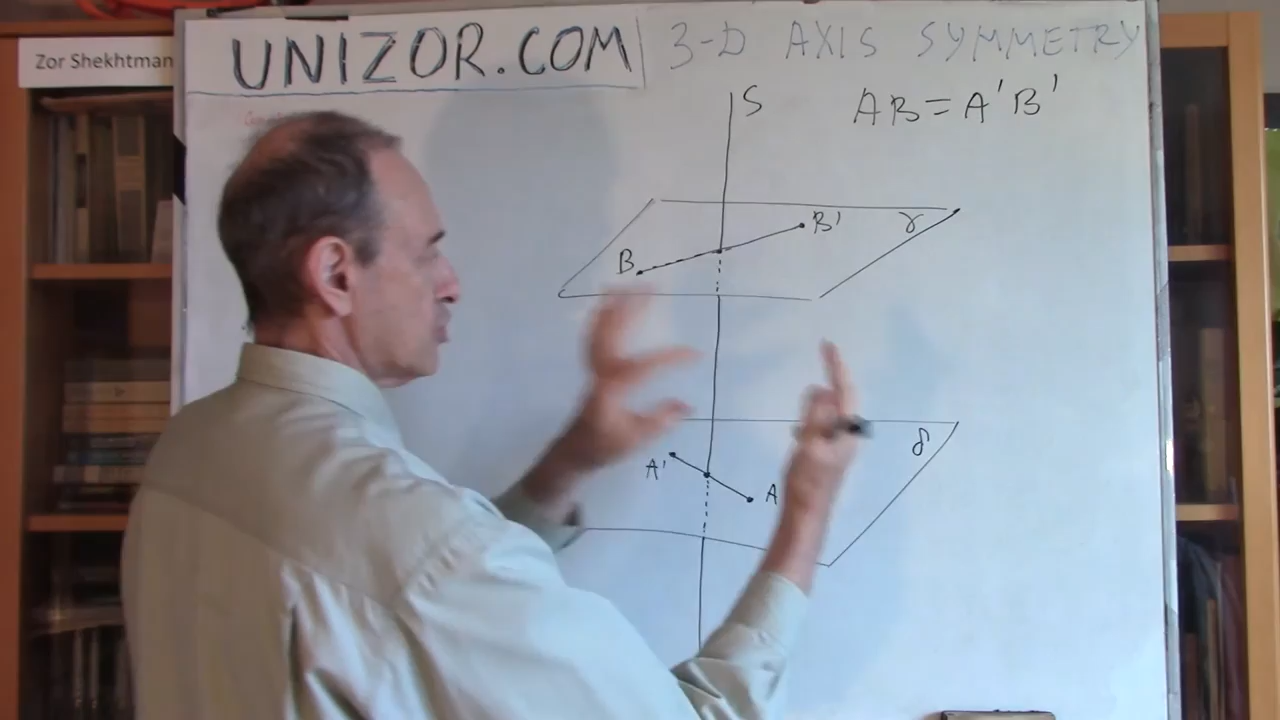 Zor Shekhtman
UNIZOR.COM
3-D AXIS SYMMETRY
S
AB=A'B'
B'
γ
B
δ
A'
A